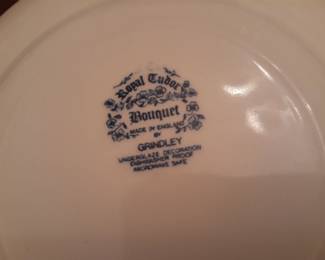 Royal Tudor
Bouquet
MADE IN ENGLAND
BY
GRINDLEY
UNDERGLAZE DECORATION
DISHWASHER PROOF
MICROWAVE SAFE